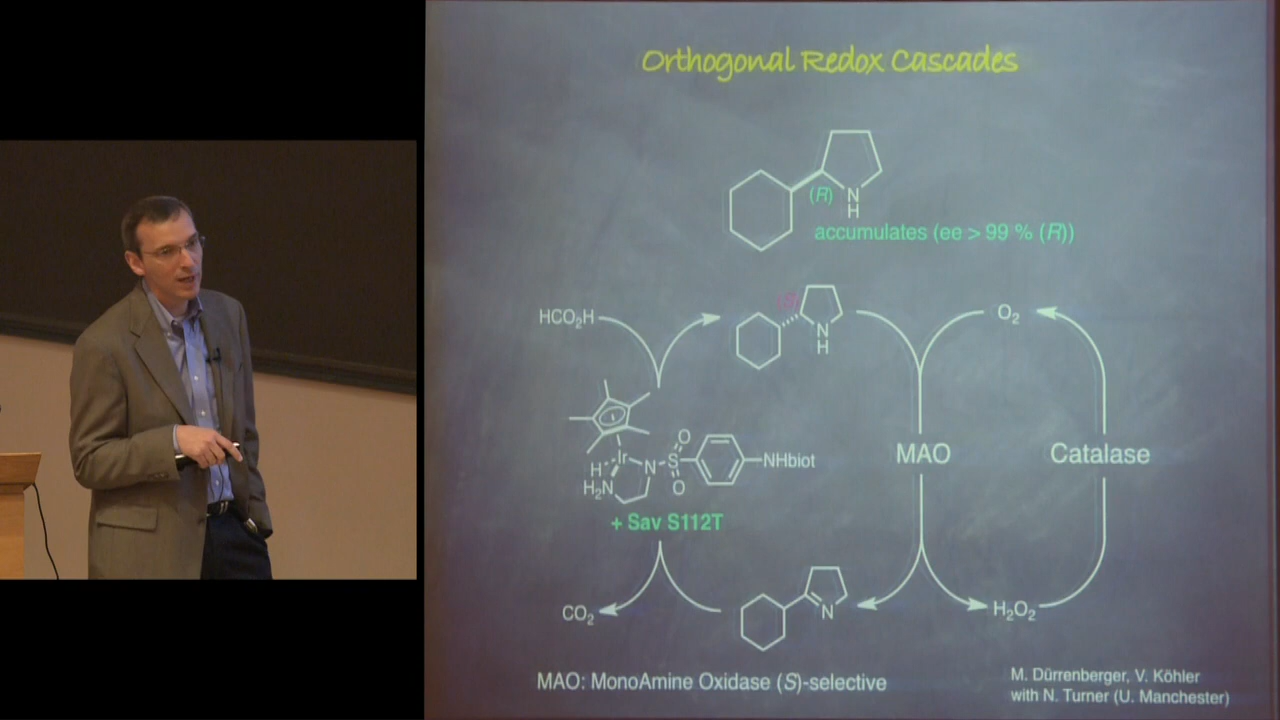 Orthogonal Redox Cascades
(R)
N
H
accumulates (ee > 99 % (R))
HCO₂H
(S)
N
H
O₂
Ir
H
H₂N
N
S
O
O
NHbiot
MAO
Catalase
+ Sav S112T
CO₂
N
H₂O₂
MAO: MonoAmine Oxidase (S)-selective
M. Dürrenberger, V. Köhler
with N. Turner (U. Manchester)